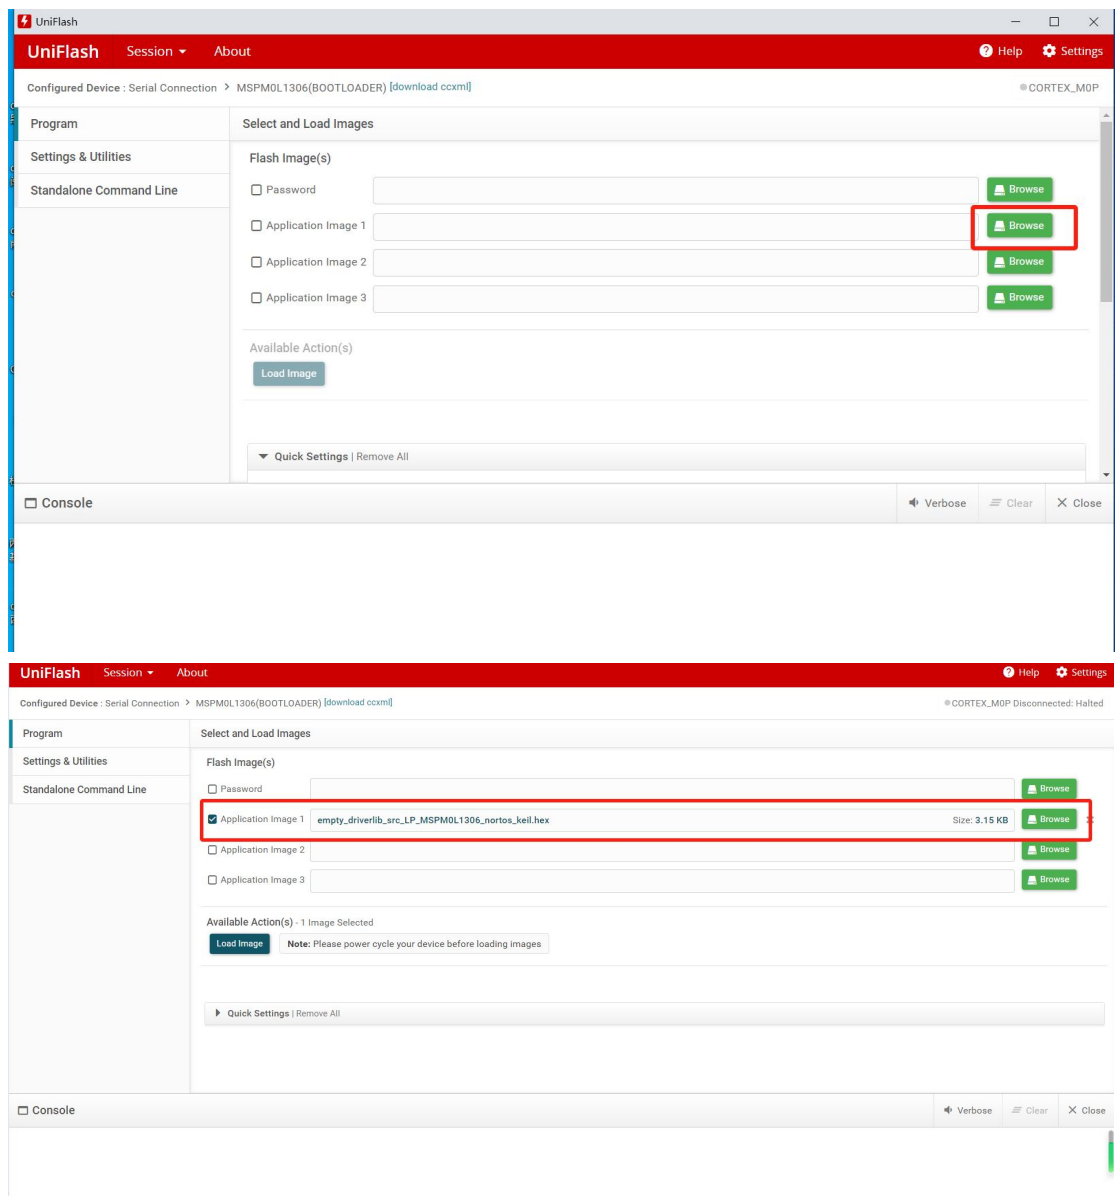 UniFlash
UniFlash Session About Help Settings
Configured Device : Serial Connection > MSPM0L1306(BOOTLOADER) [download ccxml] CORTEX_M0P
Program
Settings & Utilities
Standalone Command Line
Select and Load Images
Flash Image(s)
Password Browse
Application Image 1 Browse
Application Image 2 Browse
Application Image 3 Browse
Available Action(s)
Load Image
Quick Settings | Remove All
Console Verbose Clear Close
UniFlash Session About Help Settings
Configured Device : Serial Connection > MSPM0L1306(BOOTLOADER) [download ccxml] CORTEX_M0P Disconnected: Halted
Program
Settings & Utilities
Standalone Command Line
Select and Load Images
Flash Image(s)
Password Browse
Application Image 1 empty_driverlib_src_LP_MSPM0L1306_nortos_keil.hex Size: 3.15 KB Browse
Application Image 2 Browse
Application Image 3 Browse
Available Action(s) - 1 Image Selected
Load Image Note: Please power cycle your device before loading images
Quick Settings | Remove All
Console Verbose Clear Close